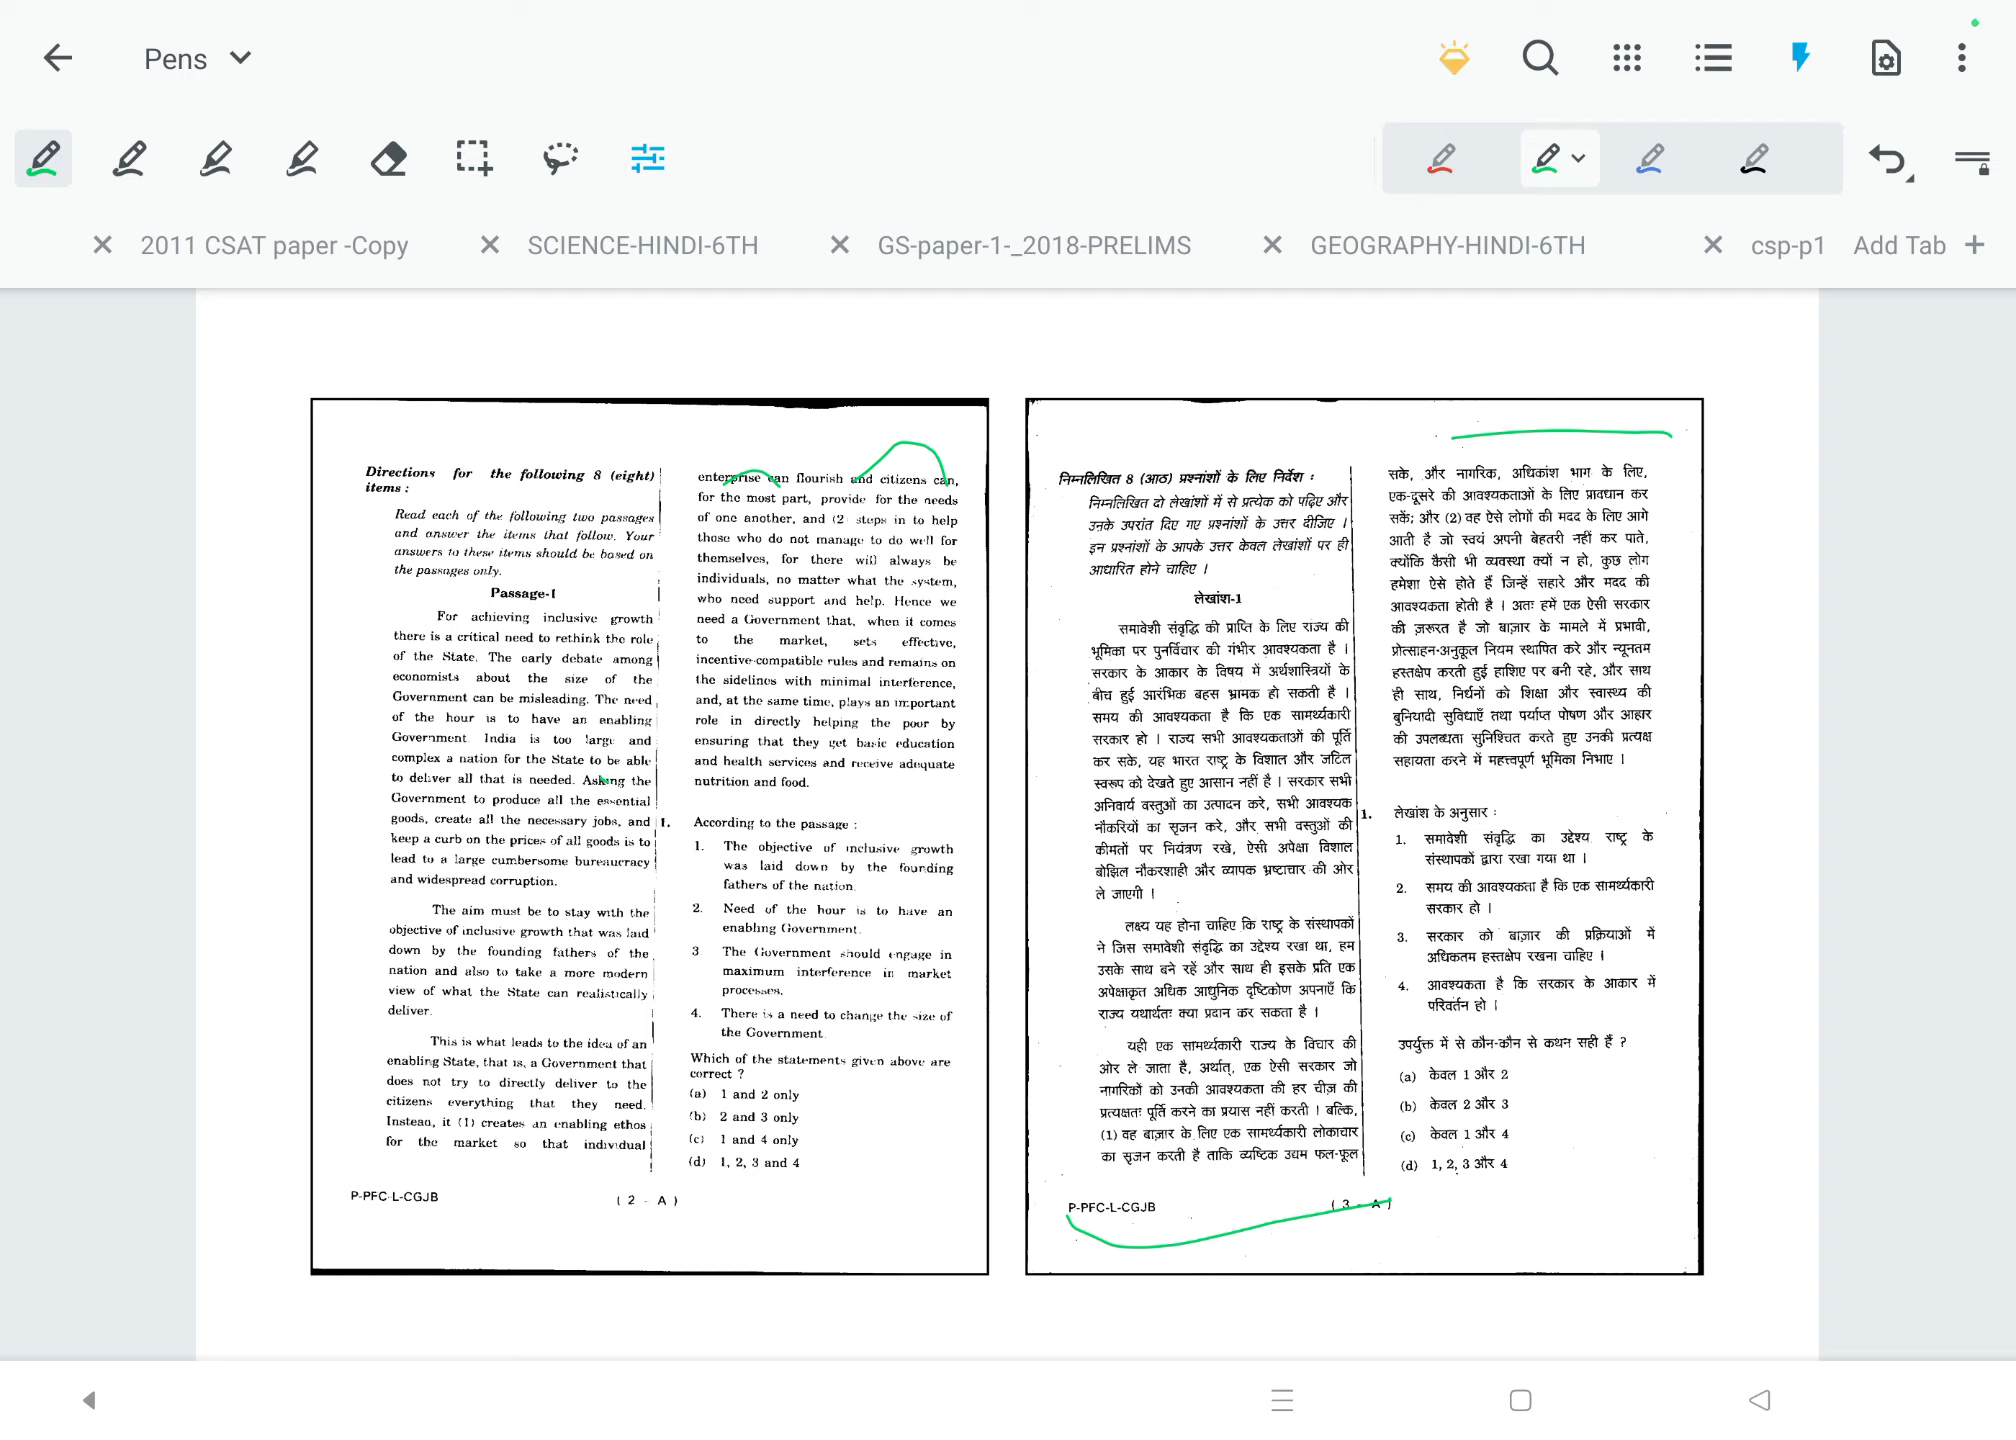 Pens
2011 CSAT paper -Copy
SCIENCE-HINDI-6TH
GS-paper-1-_2018-PRELIMS
GEOGRAPHY-HINDI-6TH
csp-p1
Add Tab
Directions for the following 8 (eight)
items :
Read each of the following two passages
and answer the items that follow. Your
answers to these items should be based on
the passages only.
Passage-1
For achieving inclusive growth
there is a critical need to rethink the role
of the State. The early debate among
economists about the size of the
Government can be misleading. The need
of the hour is to have an enabling
Government. India is too large and
complex a nation for the State to be able
to deliver all that is needed. Asking the
Government to produce all the essential
goods, create all the necessary jobs, and
keep a curb on the prices of all goods is to
lead to a large cumbersome bureaucracy
and widespread corruption.
The aim must be to stay with the
objective of inclusive growth that was laid
down by the founding fathers of the
nation and also to take a more modern
view of what the State can realistically
deliver.
This is what leads to the idea of an
enabling State, that is, a Government that
does not try to directly deliver to the
citizens everything that they need.
Instead, it (1) creates an enabling ethos
for the market so that individual
enterprise can flourish and citizens can,
for the most part, provide for the needs
of one another, and (2) steps in to help
those who do not manage to do well for
themselves, for there will always be
individuals, no matter what the system,
who need support and help. Hence we
need a Government that, when it comes
to the market, sets effective,
incentive-compatible rules and remains on
the sidelines with minimal interference,
and, at the same time, plays an important
role in directly helping the poor by
ensuring that they get basic education
and health services and receive adequate
nutrition and food.
1. According to the passage :
1. The objective of inclusive growth
was laid down by the founding
fathers of the nation.
2. Need of the hour is to have an
enabling Government.
3. The Government should engage in
maximum interference in market
processes.
4. There is a need to change the size of
the Government.
Which of the statements given above are
correct ?
(a) 1 and 2 only
(b) 2 and 3 only
(c) 1 and 4 only
(d) 1, 2, 3 and 4
P-PFC-L-CGJB
( 2 - A )
निम्नलिखित 8 (आठ) प्रश्नांशों के लिए निर्देश :
निम्नलिखित दो लेखांशों में से प्रत्येक को पढ़िए और
उनके उपरांत दिए गए प्रश्नांशों के उत्तर दीजिए ।
इन प्रश्नांशों के आपके उत्तर केवल लेखांशों पर ही
आधारित होने चाहिए ।
लेखांश-1
समावेशी संवृद्धि की प्राप्ति के लिए राज्य की
भूमिका पर पुनर्विचार की गंभीर आवश्यकता है ।
सरकार के आकार के विषय में अर्थशास्त्रियों के
बीच हुई आरंभिक बहस भ्रामक हो सकती है ।
समय की आवश्यकता है कि एक सामर्थ्यकारी
सरकार हो । राज्य सभी आवश्यकताओं की पूर्ति
कर सके, यह भारत राष्ट्र के विशाल और जटिल
स्वरूप को देखते हुए आसान नहीं है । सरकार सभी
अनिवार्य वस्तुओं का उत्पादन करे, सभी आवश्यक
नौकरियों का सृजन करे, और सभी वस्तुओं की
कीमतों पर नियंत्रण रखे, ऐसी अपेक्षा विशाल
बोझिल नौकरशाही और व्यापक भ्रष्टाचार की ओर
ले जाएगी ।
लक्ष्य यह होना चाहिए कि राष्ट्र के संस्थापकों
ने जिस समावेशी संवृद्धि का उद्देश्य रखा था, हम
उसके साथ बने रहें और साथ ही इसके प्रति एक
अपेक्षाकृत अधिक आधुनिक दृष्टिकोण अपनाएँ कि
राज्य यथार्थतः क्या प्रदान कर सकता है ।
यही एक सामर्थ्यकारी राज्य के विचार की
ओर ले जाता है, अर्थात्, एक ऐसी सरकार जो
नागरिकों को उनकी आवश्यकता की हर चीज़ की
प्रत्यक्षतः पूर्ति करने का प्रयास नहीं करती । बल्कि,
(1) वह बाज़ार के लिए एक सामर्थ्यकारी लोकाचार
का सृजन करती है ताकि व्यष्टिक उद्यम फल-फूल
सके, और नागरिक, अधिकांश भाग के लिए,
एक-दूसरे की आवश्यकताओं के लिए प्रावधान कर
सकें; और (2) वह ऐसे लोगों की मदद के लिए आगे
आती है जो स्वयं अपनी बेहतरी नहीं कर पाते,
क्योंकि कैसी भी व्यवस्था क्यों न हो, कुछ लोग
हमेशा ऐसे होते हैं जिन्हें सहारे और मदद की
आवश्यकता होती है । अतः हमें एक ऐसी सरकार
की ज़रूरत है जो बाज़ार के मामले में प्रभावी,
प्रोत्साहन-अनुकूल नियम स्थापित करे और न्यूनतम
हस्तक्षेप करती हुई हाशिए पर बनी रहे, और साथ
ही साथ, निर्धनों को शिक्षा और स्वास्थ्य की
बुनियादी सुविधाएँ तथा पर्याप्त पोषण और आहार
की उपलब्धता सुनिश्चित करते हुए उनकी प्रत्यक्ष
सहायता करने में महत्त्वपूर्ण भूमिका निभाए ।
1. लेखांश के अनुसार :
1. समावेशी संवृद्धि का उद्देश्य राष्ट्र के
संस्थापकों द्वारा रखा गया था ।
2. समय की आवश्यकता है कि एक सामर्थ्यकारी
सरकार हो ।
3. सरकार को बाज़ार की प्रक्रियाओं में
अधिकतम हस्तक्षेप रखना चाहिए ।
4. आवश्यकता है कि सरकार के आकार में
परिवर्तन हो ।
उपर्युक्त में से कौन-कौन से कथन सही हैं ?
(a) केवल 1 और 2
(b) केवल 2 और 3
(c) केवल 1 और 4
(d) 1, 2, 3 और 4
P-PFC-L-CGJB
( 3 - A )